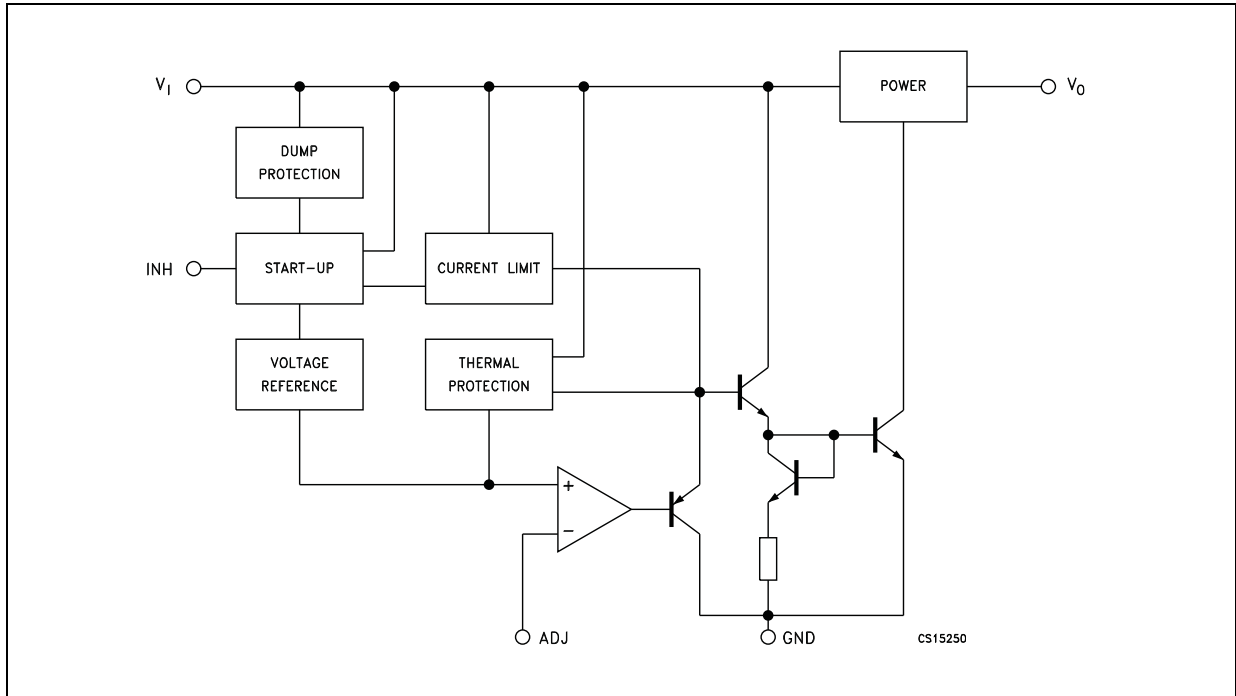 V_I
POWER
V_O
DUMP
PROTECTION
INH
START-UP
CURRENT LIMIT
VOLTAGE
REFERENCE
THERMAL
PROTECTION
+
−
ADJ
GND
CS15250